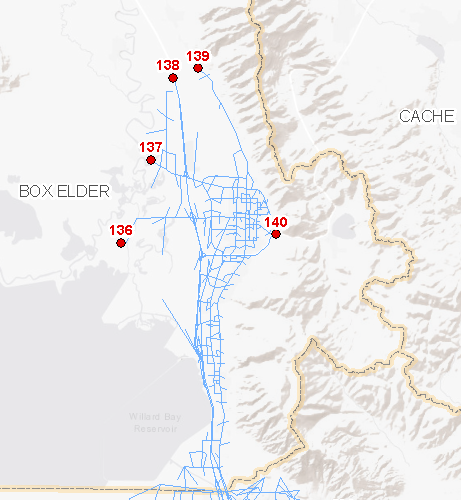 139
138
CACHE
137
BOX ELDER
140
136
Willard Bay
Reservoir